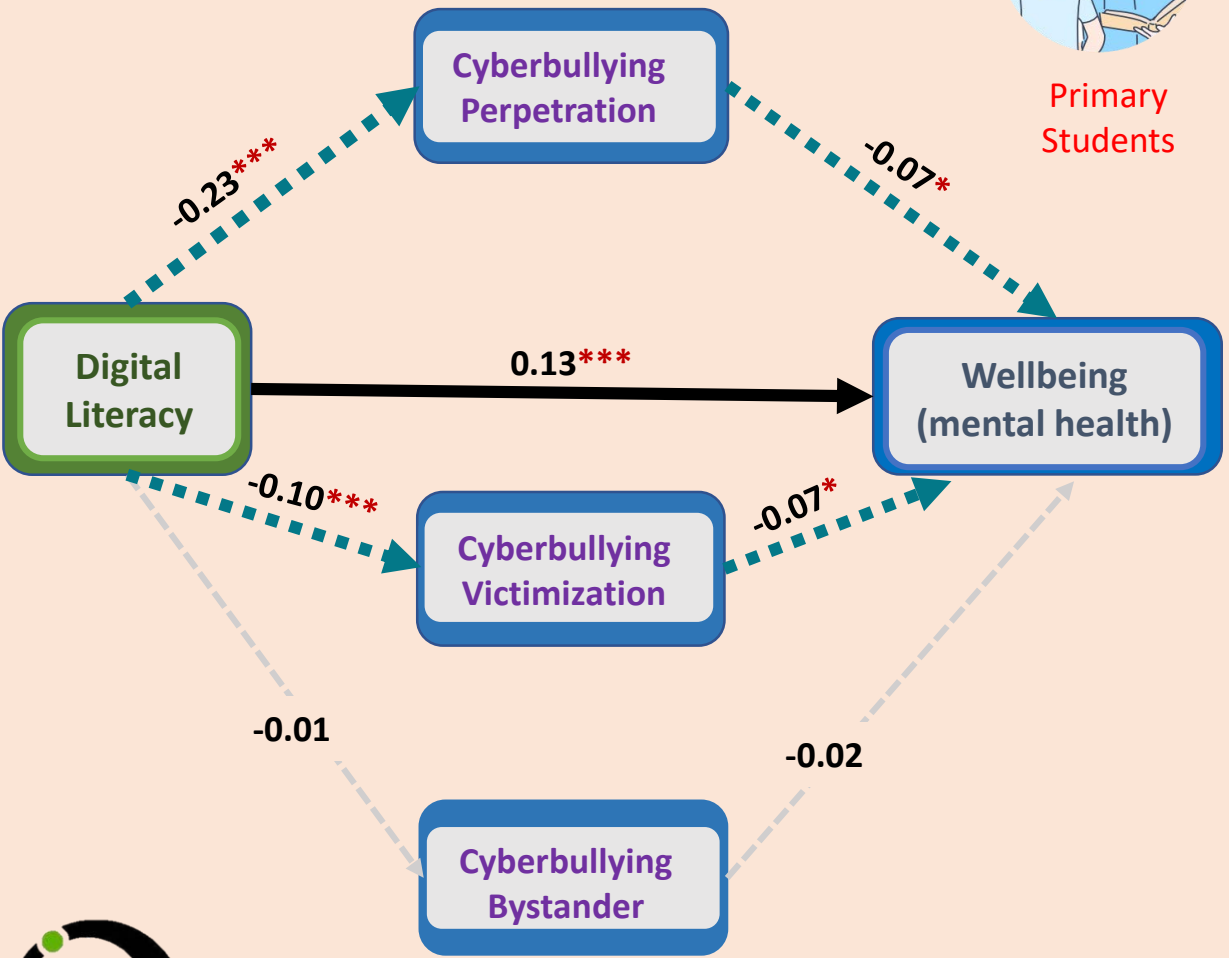 Cyberbullying
Perpetration
Primary
Students
-0.23***
-0.07*
Digital
Literacy
0.13***
Wellbeing
(mental health)
-0.10***
-0.07*
Cyberbullying
Victimization
-0.01
-0.02
Cyberbullying
Bystander